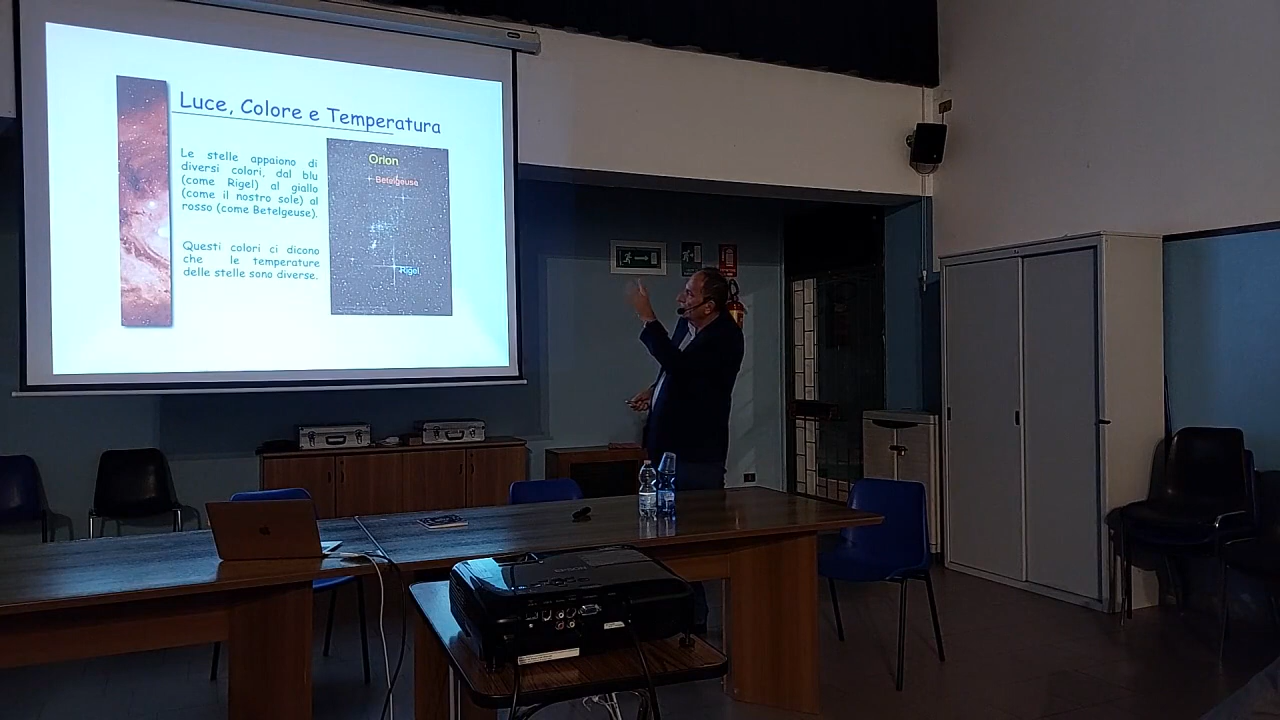 Luce, Colore e Temperatura
Le stelle appaiono di
diversi colori, dal blu
(come Rigel) al giallo
(come il nostro sole) al
rosso (come Betelgeuse).
Questi colori ci dicono
che le temperature
delle stelle sono diverse.
Orion
Betelgeuse
Rigel
EPSON